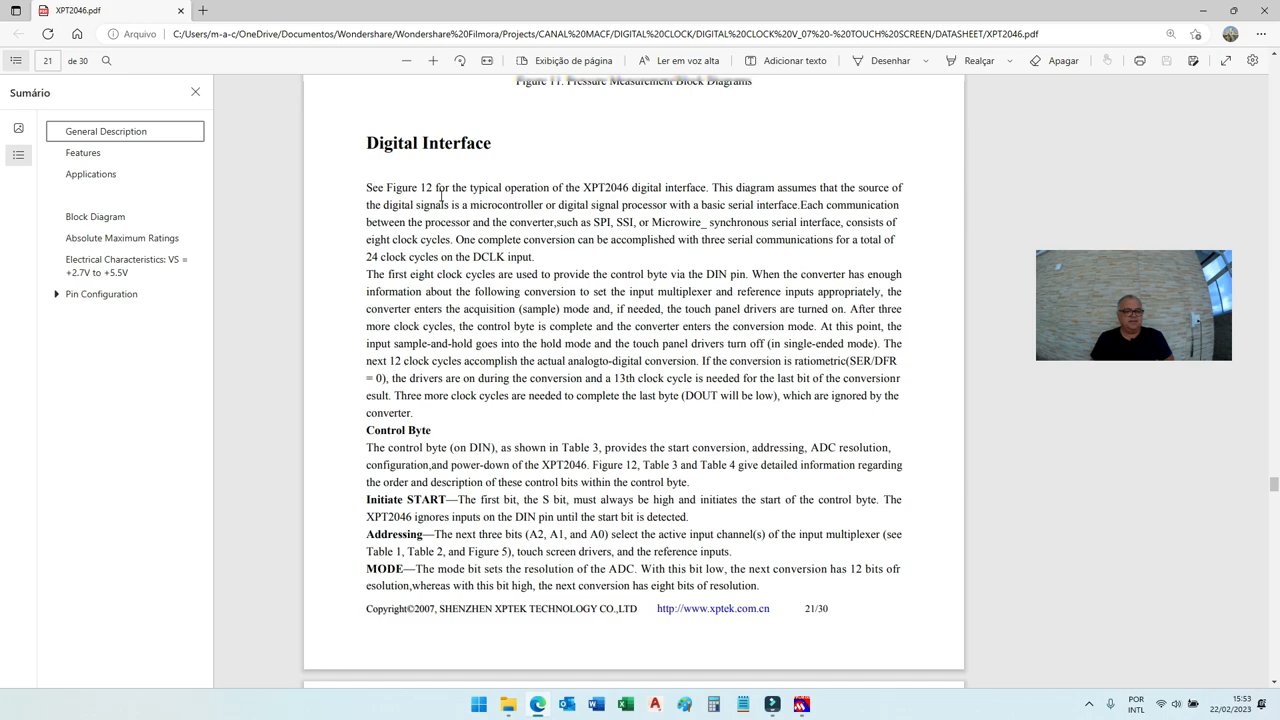 XPT2046.pdf
Arquivo
C:/Users/m-a-c/OneDrive/Documentos/Wondershare/Wondershare%20Filmora/Projects/CANAL%20MACF/DIGITAL%20CLOCK/DIGITAL%20CLOCK%20V_07%20-%20TOUCH%20SCREEN/DATASHEET/XPT2046.pdf
21
de 30
Exibição de página
Ler em voz alta
Adicionar texto
Desenhar
Realçar
Apagar
Sumário
General Description
Features
Applications
Block Diagram
Absolute Maximum Ratings
Electrical Characteristics: VS =
+2.7V to +5.5V
Pin Configuration
Figure 11. Pressure Measurement Block Diagrams
Digital Interface
See Figure 12 for the typical operation of the XPT2046 digital interface. This diagram assumes that the source of
the digital signals is a microcontroller or digital signal processor with a basic serial interface.Each communication
between the processor and the converter,such as SPI, SSI, or Microwire_ synchronous serial interface, consists of
eight clock cycles. One complete conversion can be accomplished with three serial communications for a total of
24 clock cycles on the DCLK input.
The first eight clock cycles are used to provide the control byte via the DIN pin. When the converter has enough
information about the following conversion to set the input multiplexer and reference inputs appropriately, the
converter enters the acquisition (sample) mode and, if needed, the touch panel drivers are turned on. After three
more clock cycles, the control byte is complete and the converter enters the conversion mode. At this point, the
input sample-and-hold goes into the hold mode and the touch panel drivers turn off (in single-ended mode). The
next 12 clock cycles accomplish the actual analogto-digital conversion. If the conversion is ratiometric(SER/DFR
= 0), the drivers are on during the conversion and a 13th clock cycle is needed for the last bit of the conversionr
esult. Three more clock cycles are needed to complete the last byte (DOUT will be low), which are ignored by the
converter.
Control Byte
The control byte (on DIN), as shown in Table 3, provides the start conversion, addressing, ADC resolution,
configuration,and power-down of the XPT2046. Figure 12, Table 3 and Table 4 give detailed information regarding
the order and description of these control bits within the control byte.
Initiate START—The first bit, the S bit, must always be high and initiates the start of the control byte. The
XPT2046 ignores inputs on the DIN pin until the start bit is detected.
Addressing—The next three bits (A2, A1, and A0) select the active input channel(s) of the input multiplexer (see
Table 1, Table 2, and Figure 5), touch screen drivers, and the reference inputs.
MODE—The mode bit sets the resolution of the ADC. With this bit low, the next conversion has 12 bits ofr
esolution,whereas with this bit high, the next conversion has eight bits of resolution.
Copyright©2007, SHENZHEN XPTEK TECHNOLOGY CO.,LTD http://www.xptek.com.cn 21/30
POR
INTL
15:53
22/02/2023